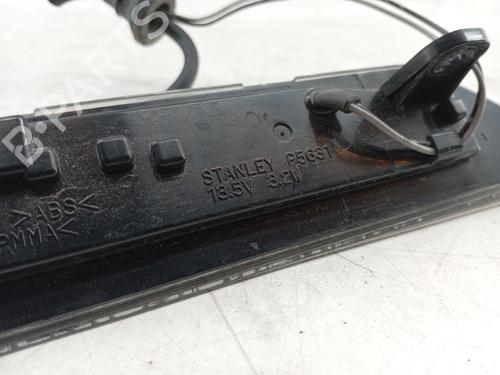 B-PARTS
STANLEY P5631
13.5V 3.2W
>ABS<
PMMA<